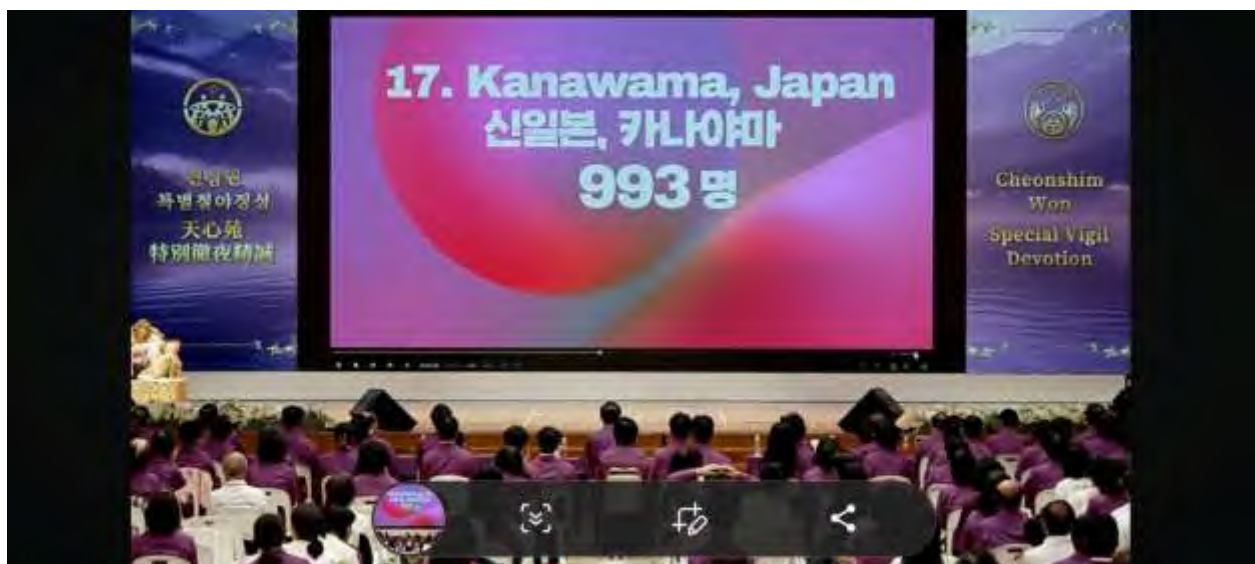 17. Kanawama, Japan
신일본, 카나야마
993 명
천심원
특별철야정성
天心苑
特別徹夜精誠
Cheonshim
Won
Special Vigil
Devotion